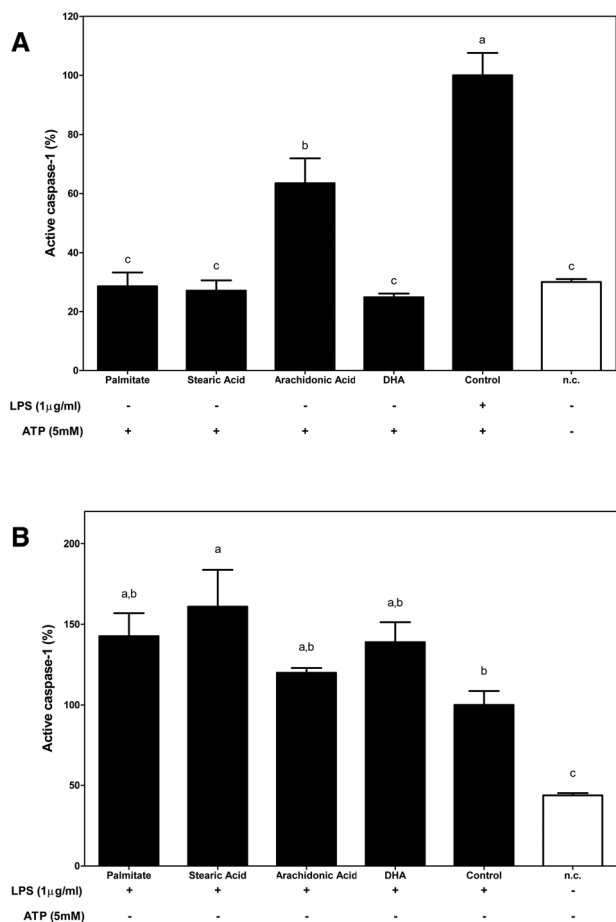 A
Active caspase-1 (%)
120
100
80
60
40
20
0
c
c
b
c
a
c
Palmitate Stearic Acid Arachidonic Acid DHA Control n.c.
LPS (1μg/ml) - - - - + -
ATP (5mM) + + + + + -
B
Active caspase-1 (%)
200
150
100
50
0
a,b
a
a,b
a,b
b
c
Palmitate Stearic Acid Arachidonic Acid DHA Control n.c.
LPS (1μg/ml) + + + + + -
ATP (5mM) - - - - - -